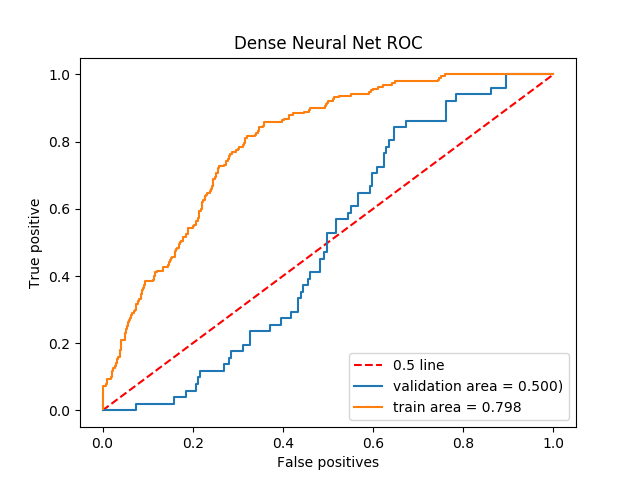 Dense Neural Net ROC
1.0
0.8
0.6
0.4
0.2
0.0
True positive
0.0 0.2 0.4 0.6 0.8 1.0
False positives
0.5 line
validation area = 0.500)
train area = 0.798